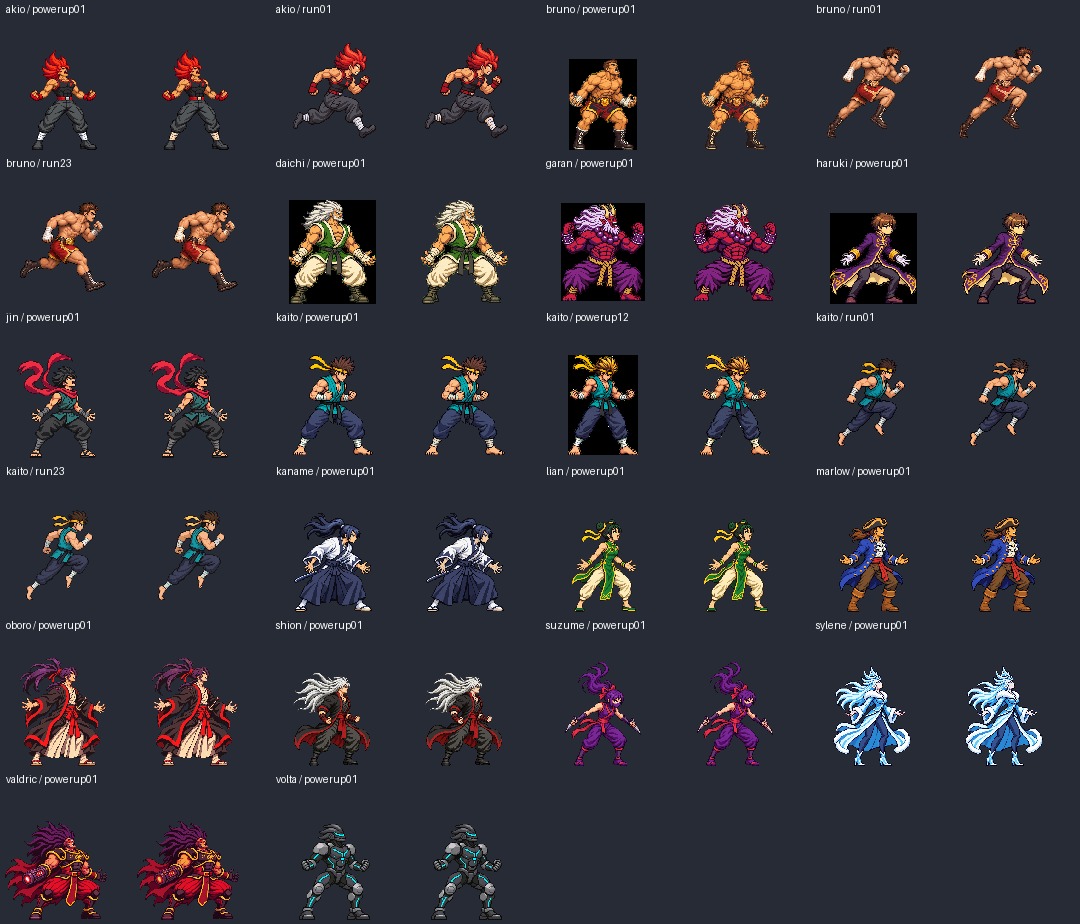 akio / powerup01
akio / run01
bruno / powerup01
bruno / run01
bruno / run23
daichi / powerup01
garan / powerup01
haruki / powerup01
jin / powerup01
kaito / powerup01
kaito / powerup12
kaito / run01
kaito / run23
kaname / powerup01
lian / powerup01
marlow / powerup01
oboro / powerup01
shion / powerup01
suzume / powerup01
sylene / powerup01
valdric / powerup01
volta / powerup01